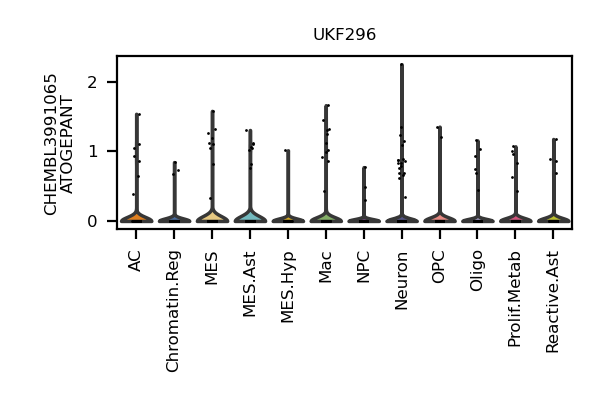 UKF296
CHEMBL3991065
ATOGEPANT
2
1
0
AC
Chromatin.Reg
MES
MES.Ast
MES.Hyp
Mac
NPC
Neuron
OPC
Oligo
Prolif.Metab
Reactive.Ast